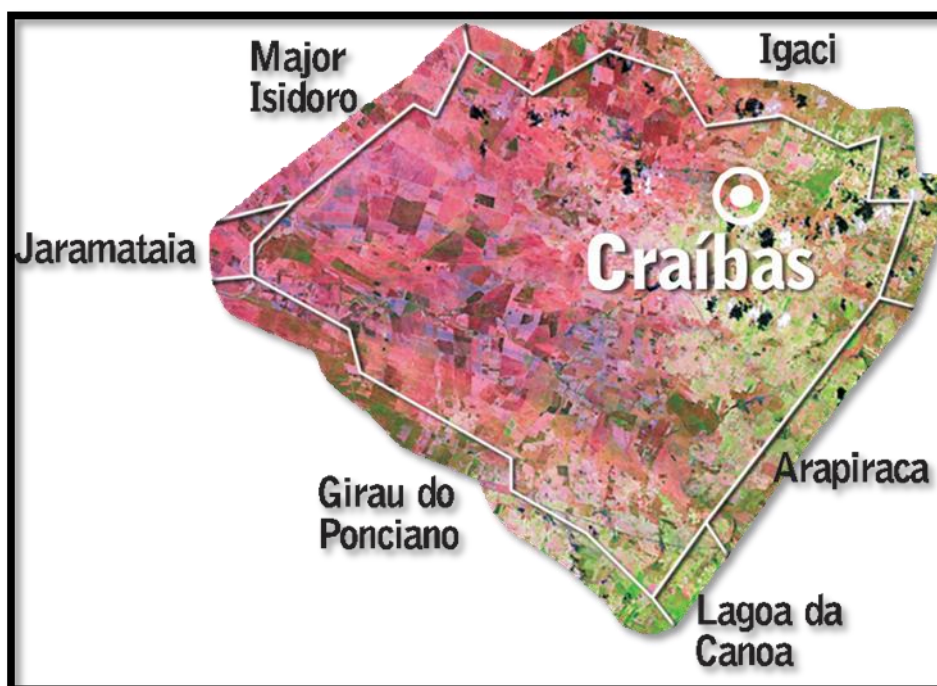 Major
Isidoro
Igaci
Jaramataia
Craíbas
Arapiraca
Girau do
Ponciano
Lagoa da
Canoa